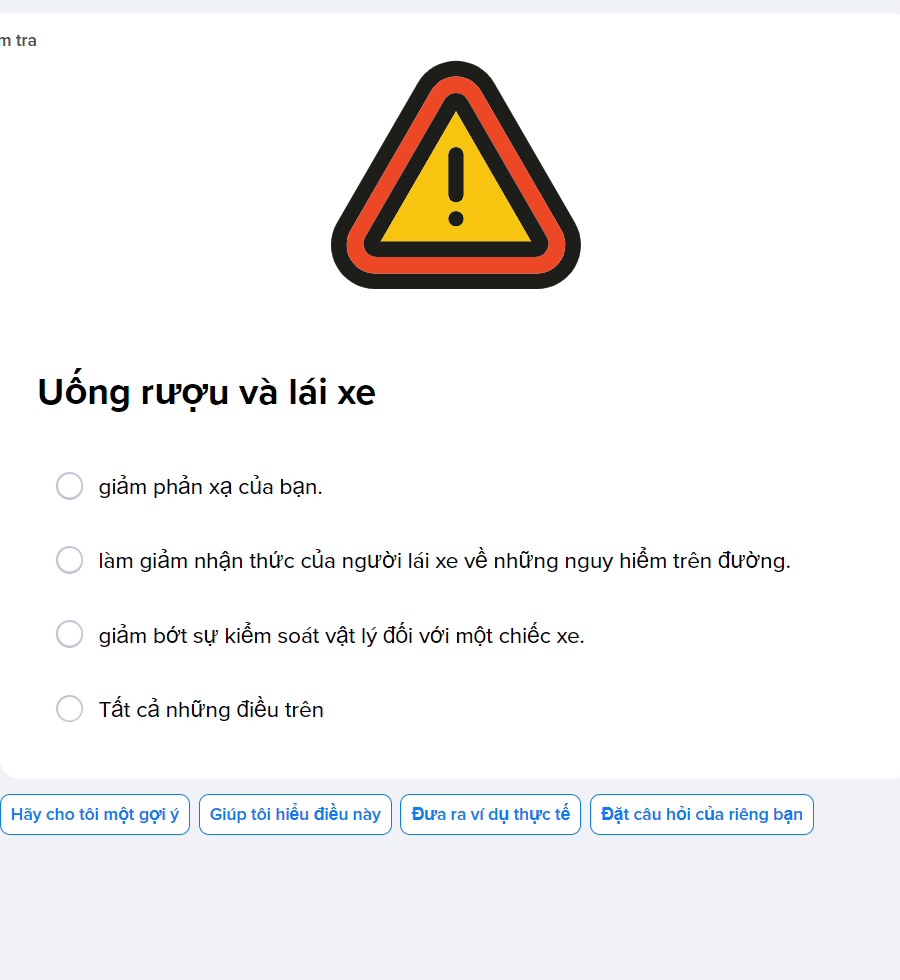 m tra
Uống rượu và lái xe
giảm phản xạ của bạn.
làm giảm nhận thức của người lái xe về những nguy hiểm trên đường.
giảm bớt sự kiểm soát vật lý đối với một chiếc xe.
Tất cả những điều trên
Hãy cho tôi một gợi ý
Giúp tôi hiểu điều này
Đưa ra ví dụ thực tế
Đặt câu hỏi của riêng bạn